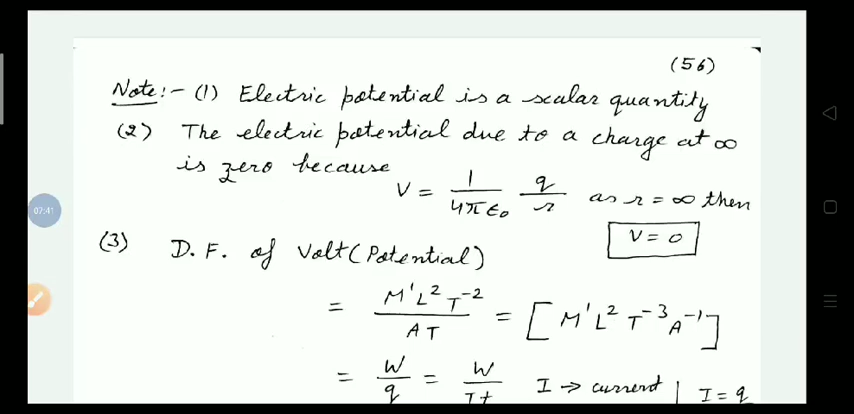 (56)
Note:- (1) Electric potential is a scalar quantity
(2) The electric potential due to a charge at ∞
is zero because
V = 1/4πϵ₀ q/r as r = ∞ then
V = 0
07:41
(3) D.F. of Volt (Potential)
= M¹L²T⁻²/AT = [M¹L²T⁻³A⁻¹]
= W/q = W/It I → current | I = q